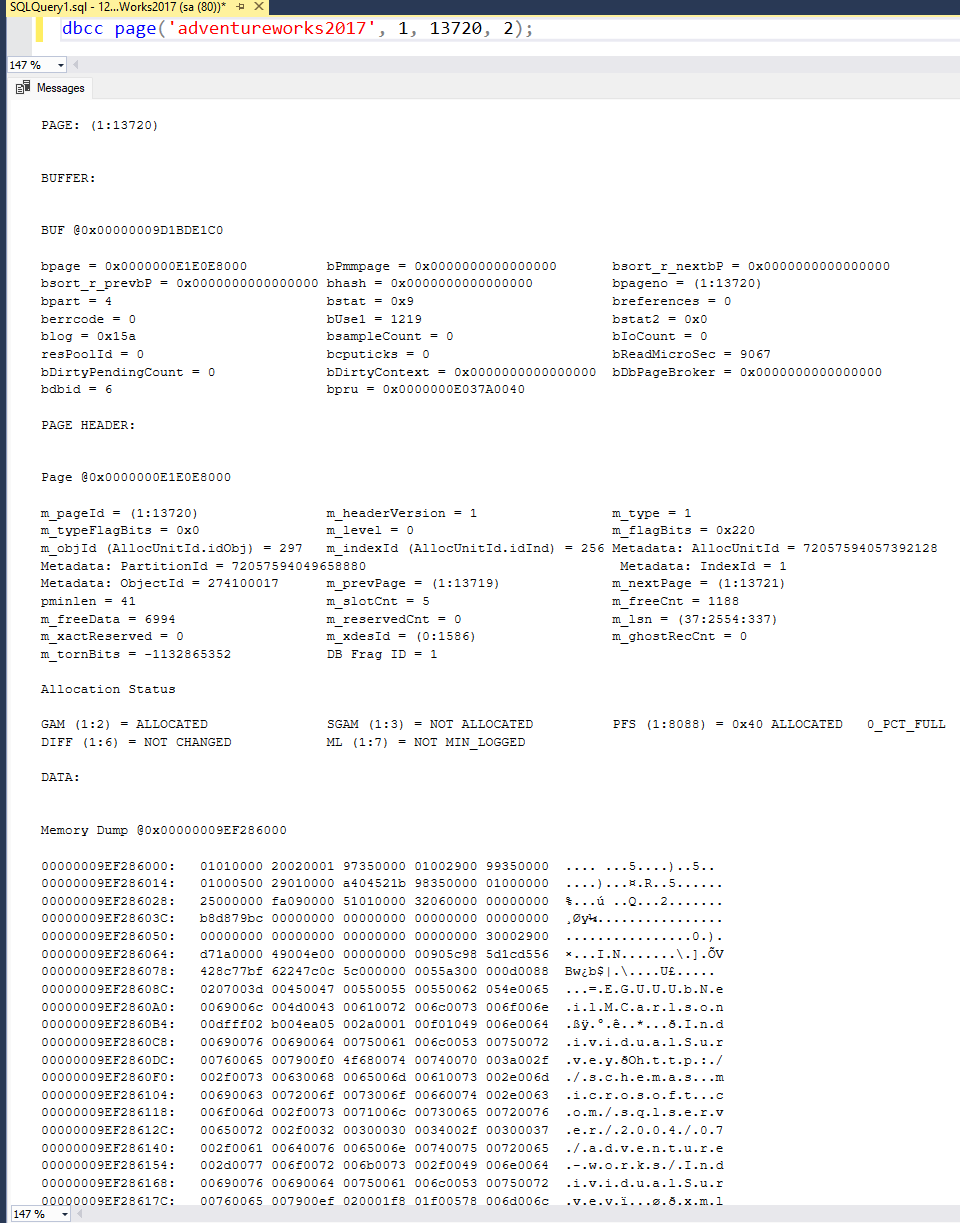 SQLQuery1.sql - 12...Works2017 (sa (80))*
dbcc page('adventureworks2017', 1, 13720, 2);
147 %
Messages
PAGE: (1:13720)
BUFFER:
BUF @0x00000009D1BDE1C0
bpage = 0x0000000E1E0E8000 bPmmpage = 0x0000000000000000 bsort_r_nextbP = 0x0000000000000000
bsort_r_prevbP = 0x0000000000000000 bhash = 0x0000000000000000 bpageno = (1:13720)
bpart = 4 bstat = 0x9 breferences = 0
berrcode = 0 bUse1 = 1219 bstat2 = 0x0
blog = 0x15a bsampleCount = 0 bIoCount = 0
resPoolId = 0 bcputicks = 0 bReadMicroSec = 9067
bDirtyPendingCount = 0 bDirtyContext = 0x0000000000000000 bDbPageBroker = 0x0000000000000000
bdbid = 6 bpru = 0x0000000E037A0040
PAGE HEADER:
Page @0x0000000E1E0E8000
m_pageId = (1:13720) m_headerVersion = 1 m_type = 1
m_typeFlagBits = 0x0 m_level = 0 m_flagBits = 0x220
m_objId (AllocUnitId.idObj) = 297 m_indexId (AllocUnitId.idInd) = 256 Metadata: AllocUnitId = 72057594057392128
Metadata: PartitionId = 72057594049658880 Metadata: IndexId = 1
Metadata: ObjectId = 274100017 m_prevPage = (1:13719) m_nextPage = (1:13721)
pminlen = 41 m_slotCnt = 5 m_freeCnt = 1188
m_freeData = 6994 m_reservedCnt = 0 m_lsn = (37:2554:337)
m_xactReserved = 0 m_xdesId = (0:1586) m_ghostRecCnt = 0
m_tornBits = -1132865352 DB Frag ID = 1
Allocation Status
GAM (1:2) = ALLOCATED SGAM (1:3) = NOT ALLOCATED PFS (1:8088) = 0x40 ALLOCATED 0_PCT_FULL
DIFF (1:6) = NOT CHANGED ML (1:7) = NOT MIN_LOGGED
DATA:
Memory Dump @0x00000009EF286000
00000009EF286000: 01010000 20020001 97350000 01002900 99350000 .... ...5....)..5..
00000009EF286014: 01000500 29010000 a404521b 98350000 01000000 ....)...¤.R..5......
00000009EF286028: 25000000 fa090000 51010000 32060000 00000000 %...ú ..Q...2.......
00000009EF28603C: b8d879bc 00000000 00000000 00000000 00000000 ¸Øy¼................
00000009EF286050: 00000000 00000000 00000000 00000000 30002900 ................0.).
00000009EF286064: d71a0000 49004e00 00000000 00905c98 5d1cd556 ×...I.N.......\.].ÕV
00000009EF286078: 428c77bf 62247c0c 5c000000 0055a300 000d0088 Bw¿b$|.\....U£.....
00000009EF28608C: 0207003d 00450047 00550055 00550062 054e0065 ...=.E.G.U.U.U.b.N.e
00000009EF2860A0: 0069006c 004d0043 00610072 006c0073 006f006e .i.l.M.C.a.r.l.s.o.n
00000009EF2860B4: 00dfff02 b004ea05 002a0001 00f01049 006e0064 .ßÿ.°.ê..*...ð.I.n.d
00000009EF2860C8: 00690076 00690064 00750061 006c0053 00750072 .i.v.i.d.u.a.l.S.u.r
00000009EF2860DC: 00760065 007900f0 4f680074 00740070 003a002f .v.e.y.ðOh.t.t.p.:./
00000009EF2860F0: 002f0073 00630068 0065006d 00610073 002e006d ./.s.c.h.e.m.a.s...m
00000009EF286104: 00690063 0072006f 0073006f 00660074 002e0063 .i.c.r.o.s.o.f.t...c
00000009EF286118: 006f006d 002f0073 0071006c 00730065 00720076 .o.m./.s.q.l.s.e.r.v
00000009EF28612C: 00650072 002f0032 00300030 0034002f 00300037 .e.r./.2.0.0.4./.0.7
00000009EF286140: 002f0061 00640076 0065006e 00740075 00720065 ./.a.d.v.e.n.t.u.r.e
00000009EF286154: 002d0077 006f0072 006b0073 002f0049 006e0064 .-.w.o.r.k.s./.I.n.d
00000009EF286168: 00690076 00690064 00750061 006c0053 00750072 .i.v.i.d.u.a.l.S.u.r
00000009EF28617C: 00760065 007900ef 020001f8 01f00578 006d006c .v.e.y.ï...ø.ð.x.m.l
147 %